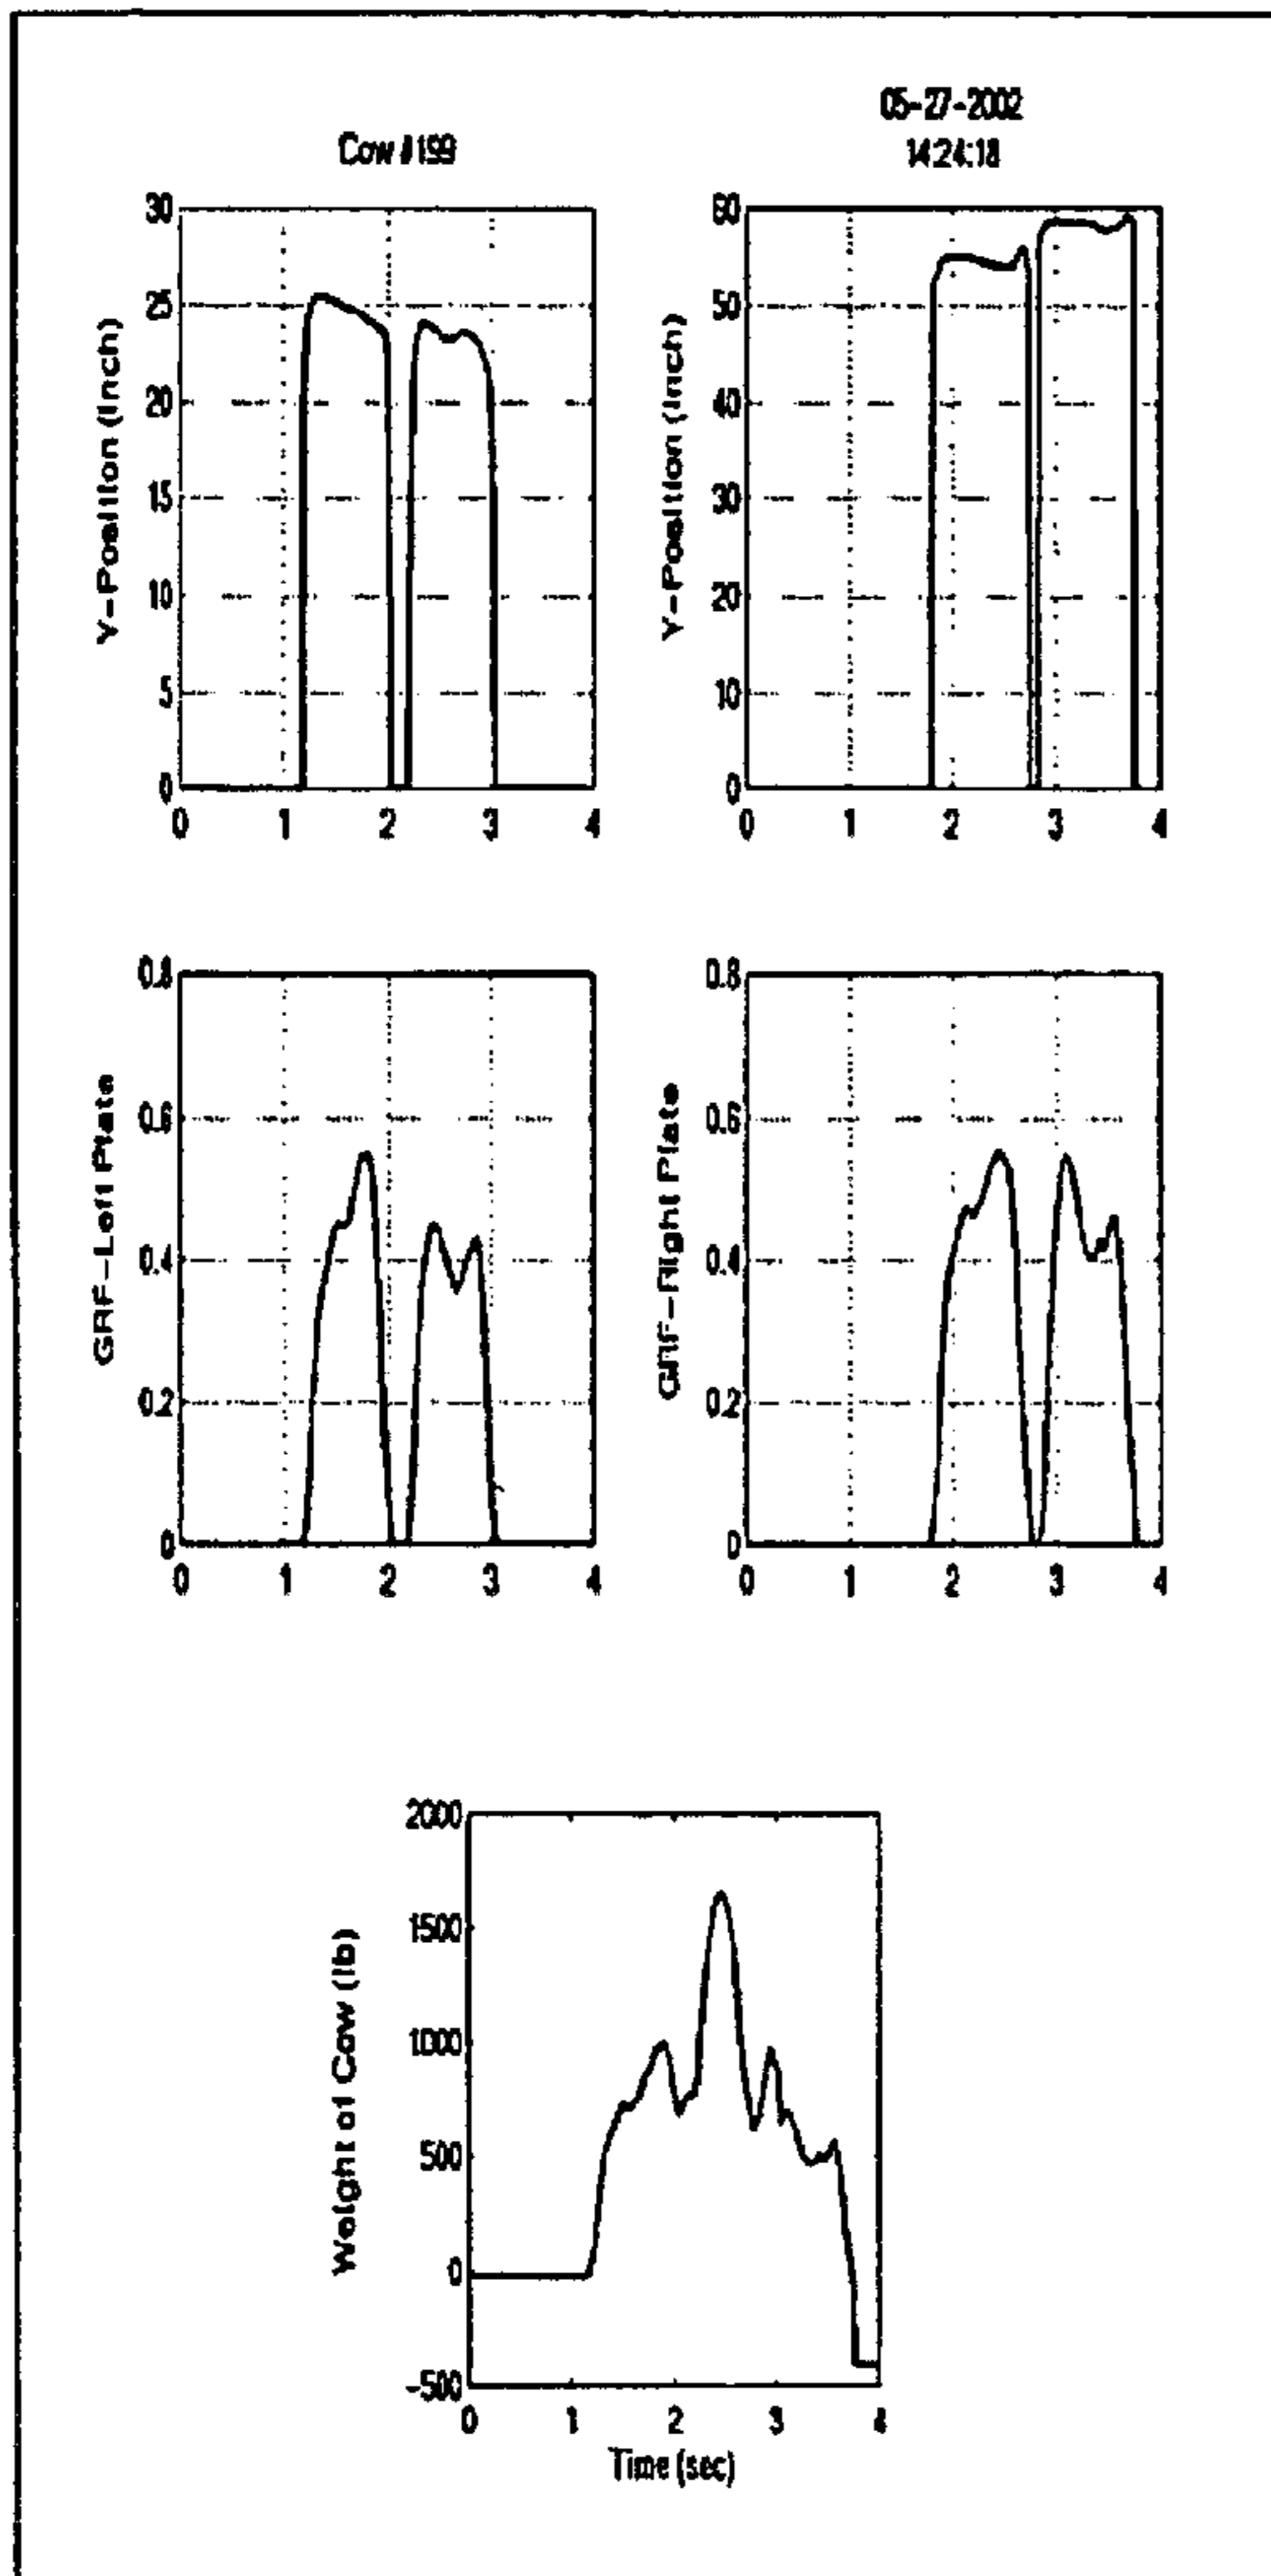 05-27-2002
Cow #199
14:24:18
30
25
20
15
10
5
0
Y-Position (Inch)
0 1 2 3 4
60
50
40
30
20
10
0
Y-Position (Inch)
0 1 2 3 4
0.8
0.6
0.4
0.2
0
GRF-Left Plate
0 1 2 3 4
0.8
0.6
0.4
0.2
0
GRF-Right Plate
0 1 2 3 4
2000
1500
1000
500
0
-500
Weight of Cow (lb)
0 1 2 3 4
Time (sec)